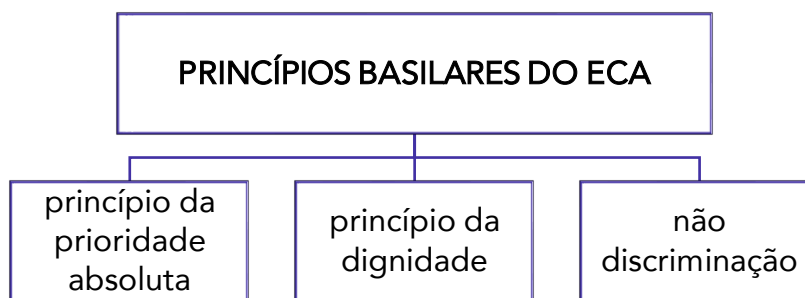 PRINCÍPIOS BASILARES DO ECA
princípio da
prioridade
absoluta
princípio da
dignidade
não
discriminação